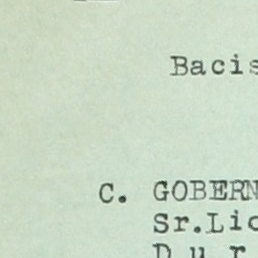 Bacis
C. GOBERN
Sr.Lic
D u r